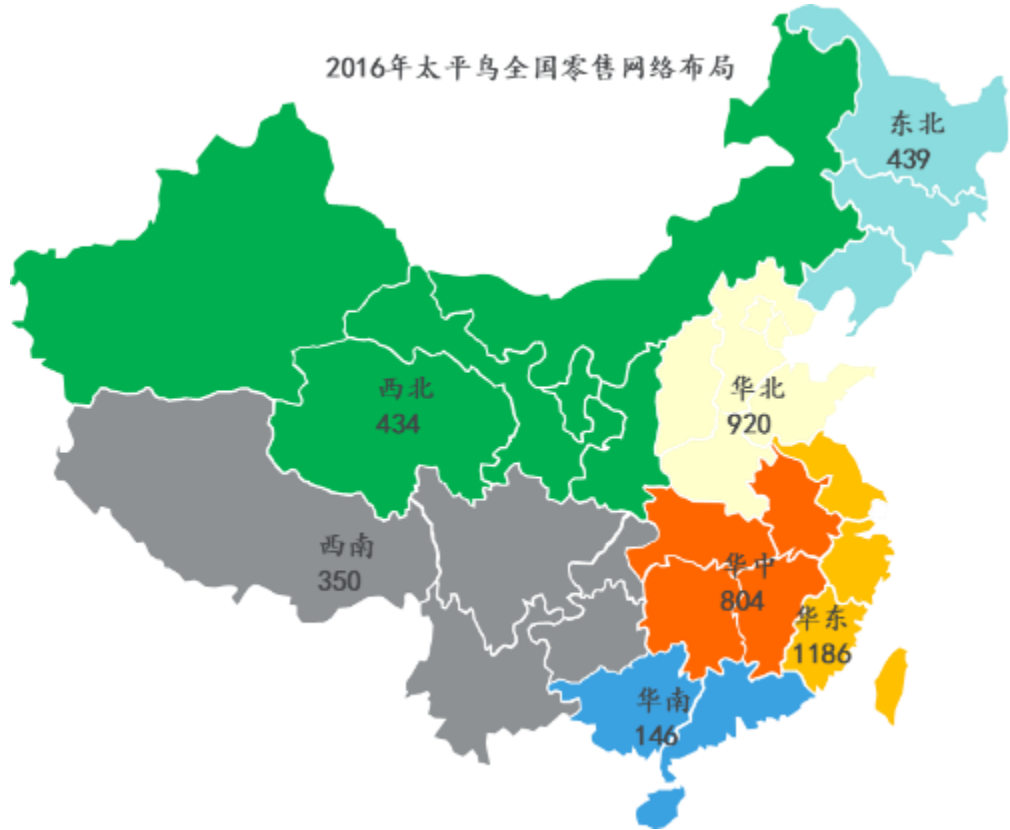 2016年太平鸟全国零售网络布局
东北
439
西北
434
华北
920
西南
350
华中
804
华东
1186
华南
146